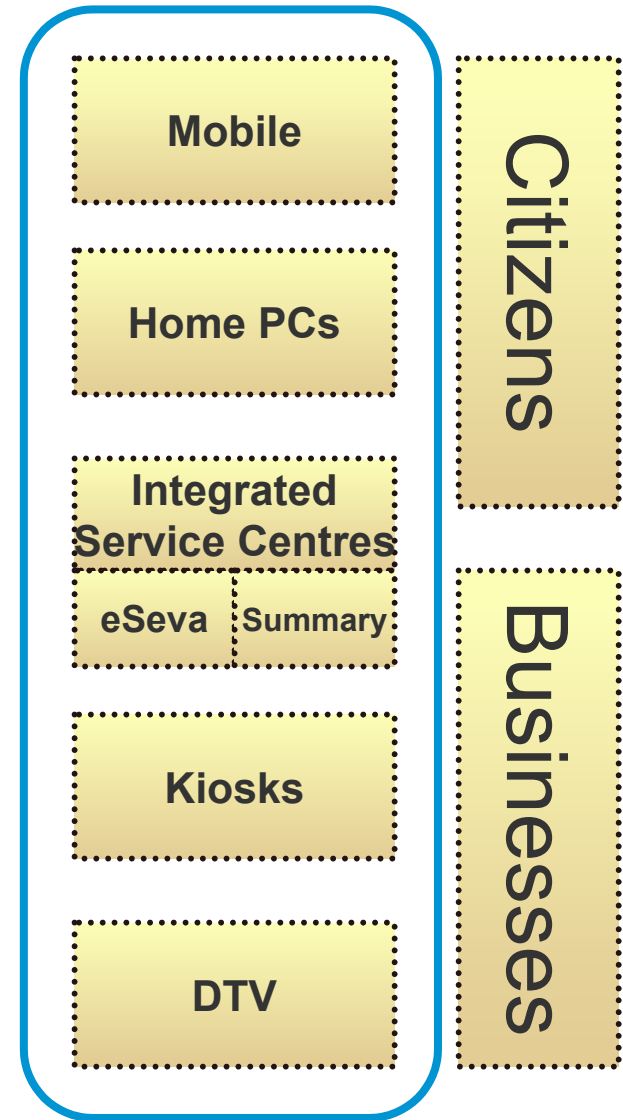 Mobile
Home PCs
Integrated
Service Centres
eSeva
Summary
Kiosks
DTV
Citizens
Businesses